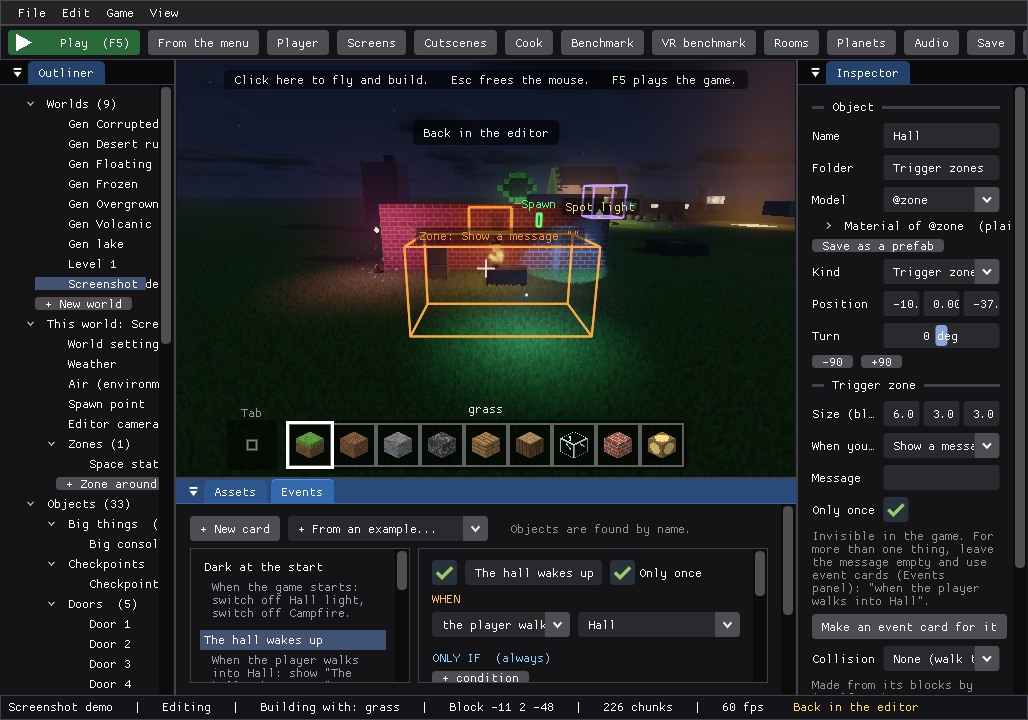 File Edit Game View
Play (F5) From the menu Player Screens Cutscenes Cook Benchmark VR benchmark Rooms Planets Audio Save
Outliner
Worlds (9)
Gen Corrupted
Gen Desert ru
Gen Floating
Gen Frozen
Gen Overgrown
Gen Volcanic
Gen lake
Level 1
Screenshot de
+ New world
This world: Scre
World setting
Weather
Air (environm
Spawn point
Editor camera
Zones (1)
Space stat
+ Zone around
Objects (33)
Big things (
Big consol
Checkpoints
Checkpoint
Doors (5)
Door 1
Door 2
Door 3
Door 4
Click here to fly and build. Esc frees the mouse. F5 plays the game.
Back in the editor
Spawn
Spot light
Zone: Show a message ""
grass
Tab
Assets Events
+ New card + From an example... Objects are found by name.
Dark at the start
When the game starts:
switch off Hall light,
switch off Campfire.
The hall wakes up
When the player walks
into Hall: show "The
The hall wakes up Only once
WHEN
the player walk Hall
ONLY IF (always)
+ condition
Inspector
Object
Name Hall
Folder Trigger zones
Model @zone
Material of @zone (plai
Save as a prefab
Kind Trigger zone
Position -10. 0.00 -37.
Turn 0 deg
-90 +90
Trigger zone
Size (bl… 6.0 3.0 3.0
When you… Show a messa
Message
Only once
Invisible in the game. For
more than one thing, leave
the message empty and use
event cards (Events
panel): "when the player
walks into Hall".
Make an event card for it
Collision None (walk t
Made from its blocks by
Screenshot demo | Editing | Building with: grass | Block -11 2 -48 | 226 chunks | 60 fps Back in the editor